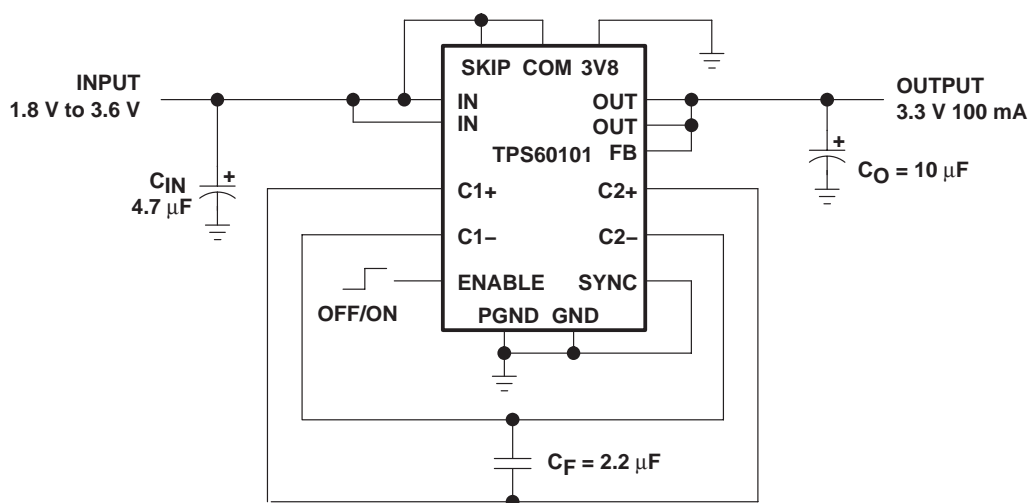 SKIP COM 3V8
INPUT
1.8 V to 3.6 V
OUTPUT
3.3 V 100 mA
IN
OUT
IN
OUT
TPS60101
FB
CIN
4.7 μF
+
+
CO = 10 μF
C1+
C2+
C1–
C2–
ENABLE
SYNC
OFF/ON
PGND GND
CF = 2.2 μF